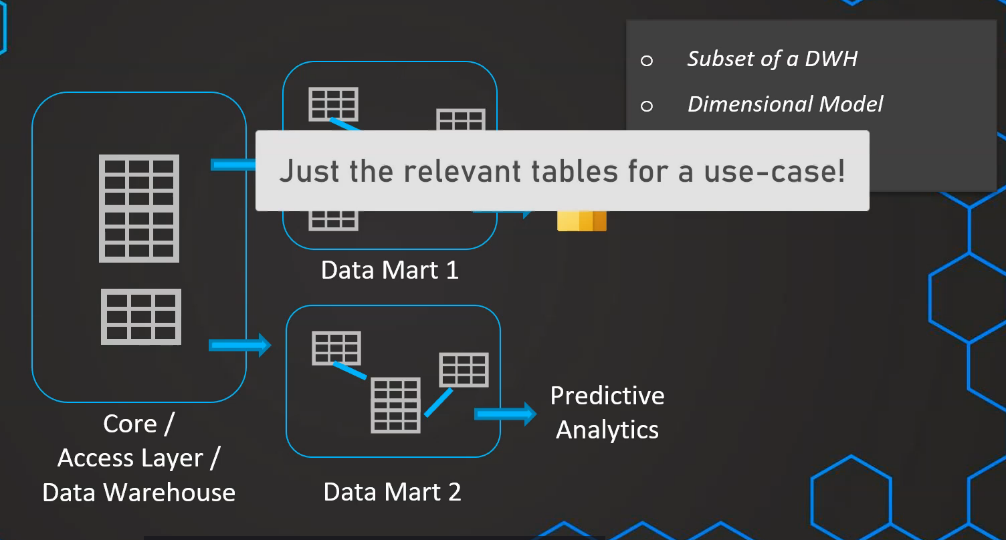 Subset of a DWH
Dimensional Model
Just the relevant tables for a use-case!
Data Mart 1
Predictive
Analytics
Core /
Access Layer /
Data Warehouse
Data Mart 2